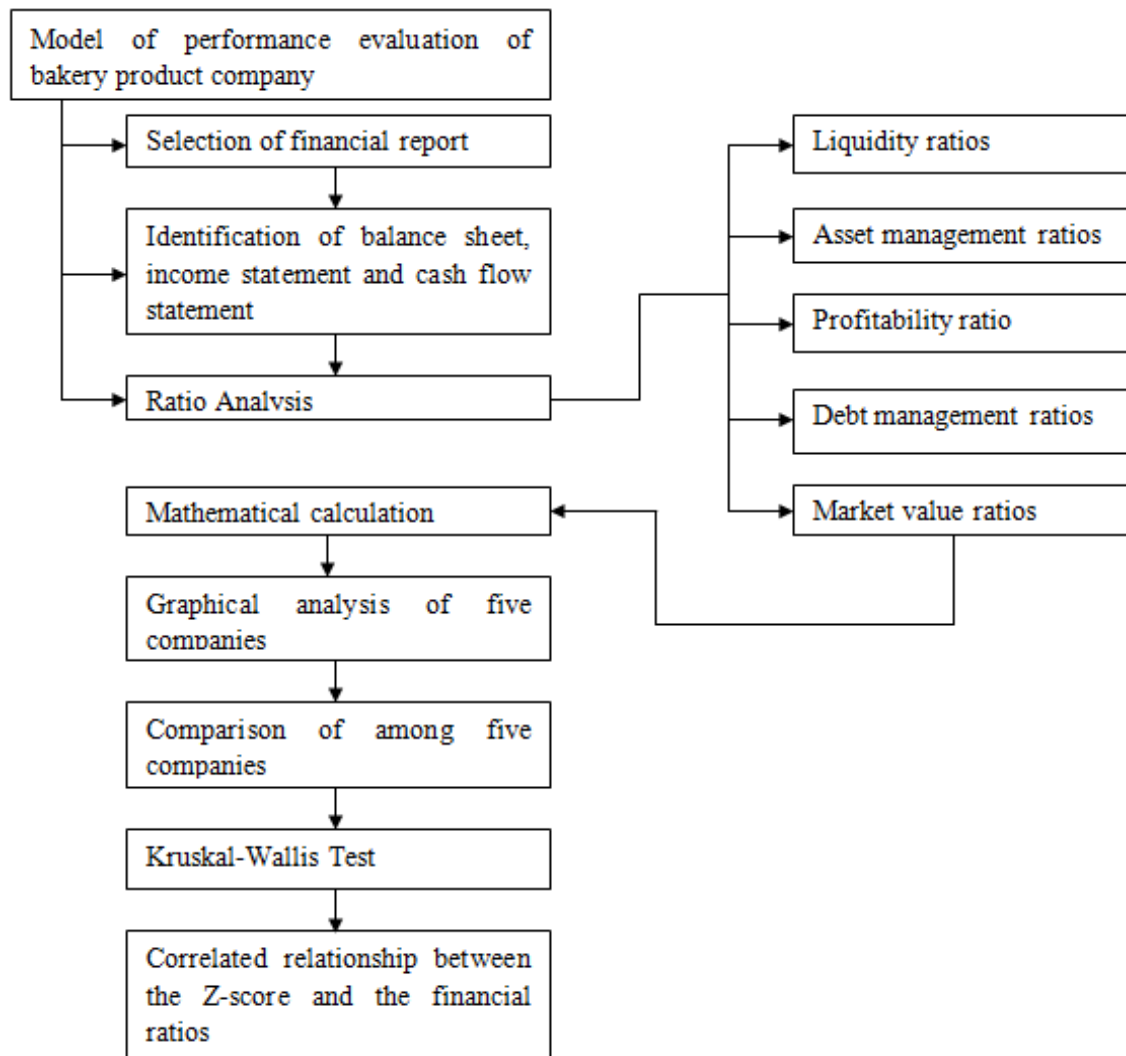 Model of performance evaluation of
bakery product company
Selection of financial report
Identification of balance sheet,
income statement and cash flow
statement
Ratio Analysis
Liquidity ratios
Asset management ratios
Profitability ratio
Debt management ratios
Market value ratios
Mathematical calculation
Graphical analysis of five
companies
Comparison of among five
companies
Kruskal-Wallis Test
Correlated relationship between
the Z-score and the financial
ratios